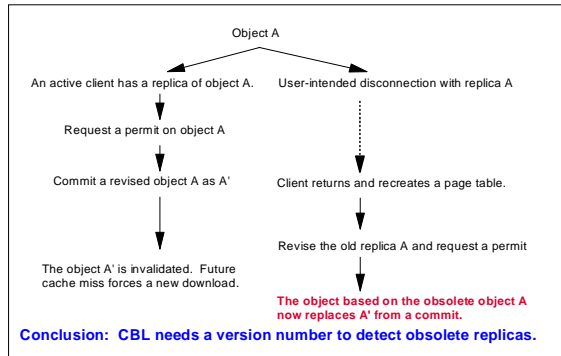 Object A
An active client has a replica of object A.
User-intended disconnection with replica A
Request a permit on object A
Commit a revised object A as A'
Client returns and recreates a page table.
Revise the old replica A and request a permit
The object A' is invalidated. Future
cache miss forces a new download.
The object based on the obsolete object A
now replaces A' from a commit.
Conclusion: CBL needs a version number to detect obsolete replicas.